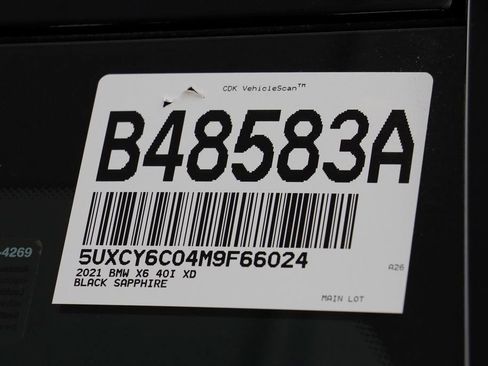 CDK VehicleScan™
B48583A
5UXCY6C04M9F66024
2021 BMW X6 40I XD
BLACK SAPPHIRE
A26
MAIN LOT
-4269